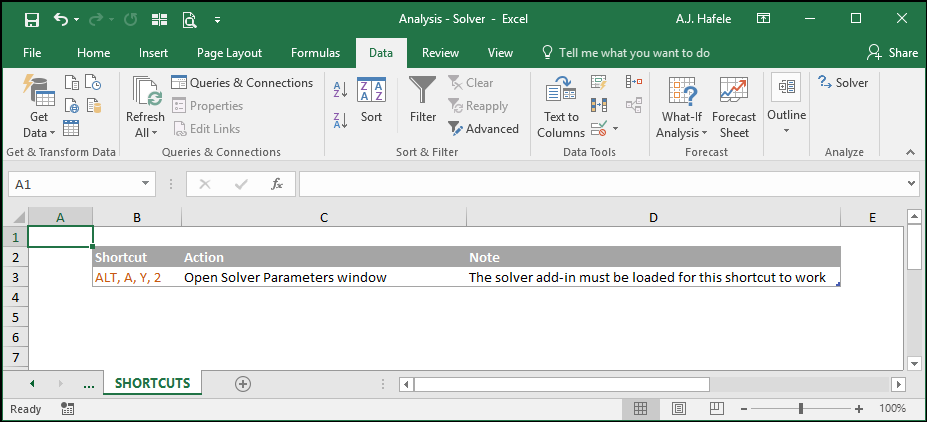 Analysis - Solver - Excel
A.J. Hafele
File Home Insert Page Layout Formulas Data Review View Tell me what you want to do Share
Get Data
Get & Transform Data
Refresh All
Queries & Connections
Properties
Edit Links
Queries & Connections
A Z
Z A
Z A A Z
Sort
Filter
Clear
Reapply
Advanced
Sort & Filter
Text to Columns
Data Tools
What-If Analysis
Forecast Sheet
Forecast
Outline
? Solver
Analyze
A1
fx
A B C D E
1
2 Shortcut Action Note
3 ALT, A, Y, 2 Open Solver Parameters window The solver add-in must be loaded for this shortcut to work
4
5
6
7
... SHORTCUTS
Ready
100%